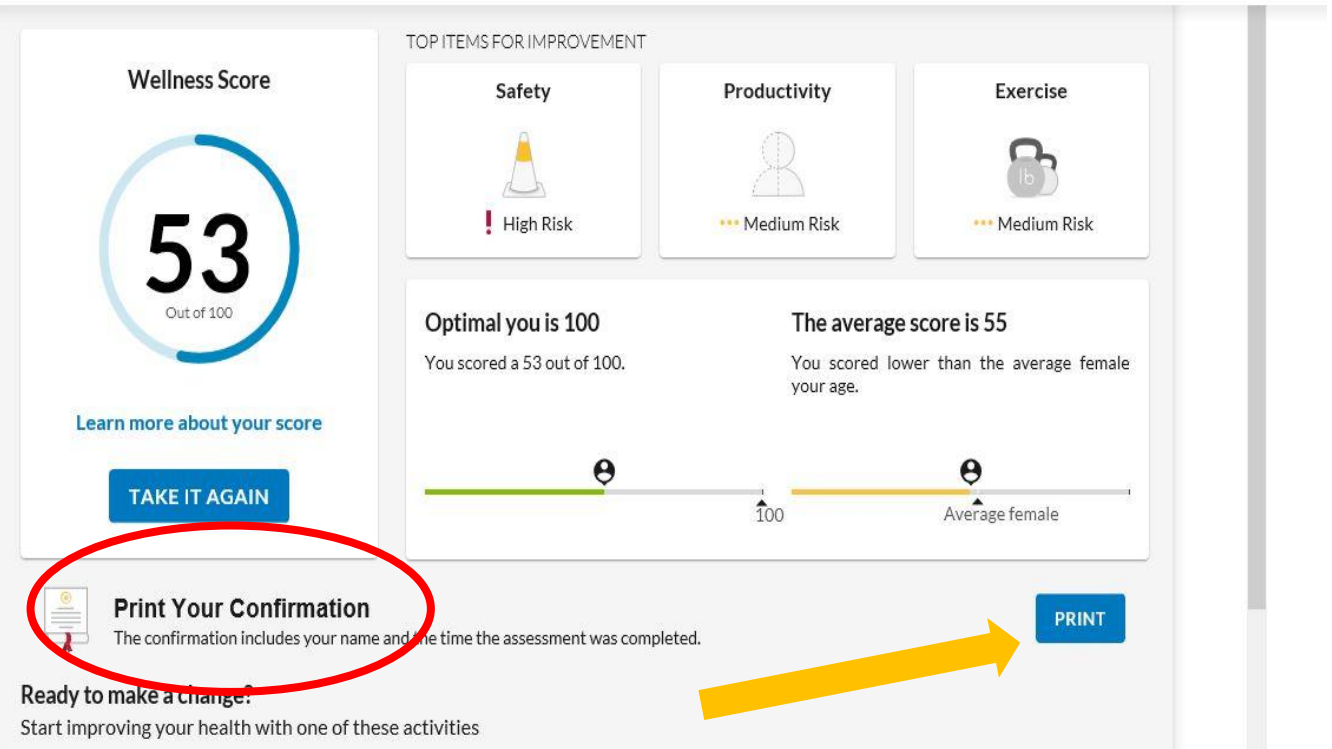 Wellness Score
53
Out of 100
Learn more about your score
TAKE IT AGAIN
TOP ITEMS FOR IMPROVEMENT
Safety
High Risk
Productivity
Medium Risk
Exercise
lb
Medium Risk
Optimal you is 100
You scored a 53 out of 100.
100
The average score is 55
You scored lower than the average female
your age.
Average female
Print Your Confirmation
The confirmation includes your name and the time the assessment was completed.
PRINT
Ready to make a change?
Start improving your health with one of these activities